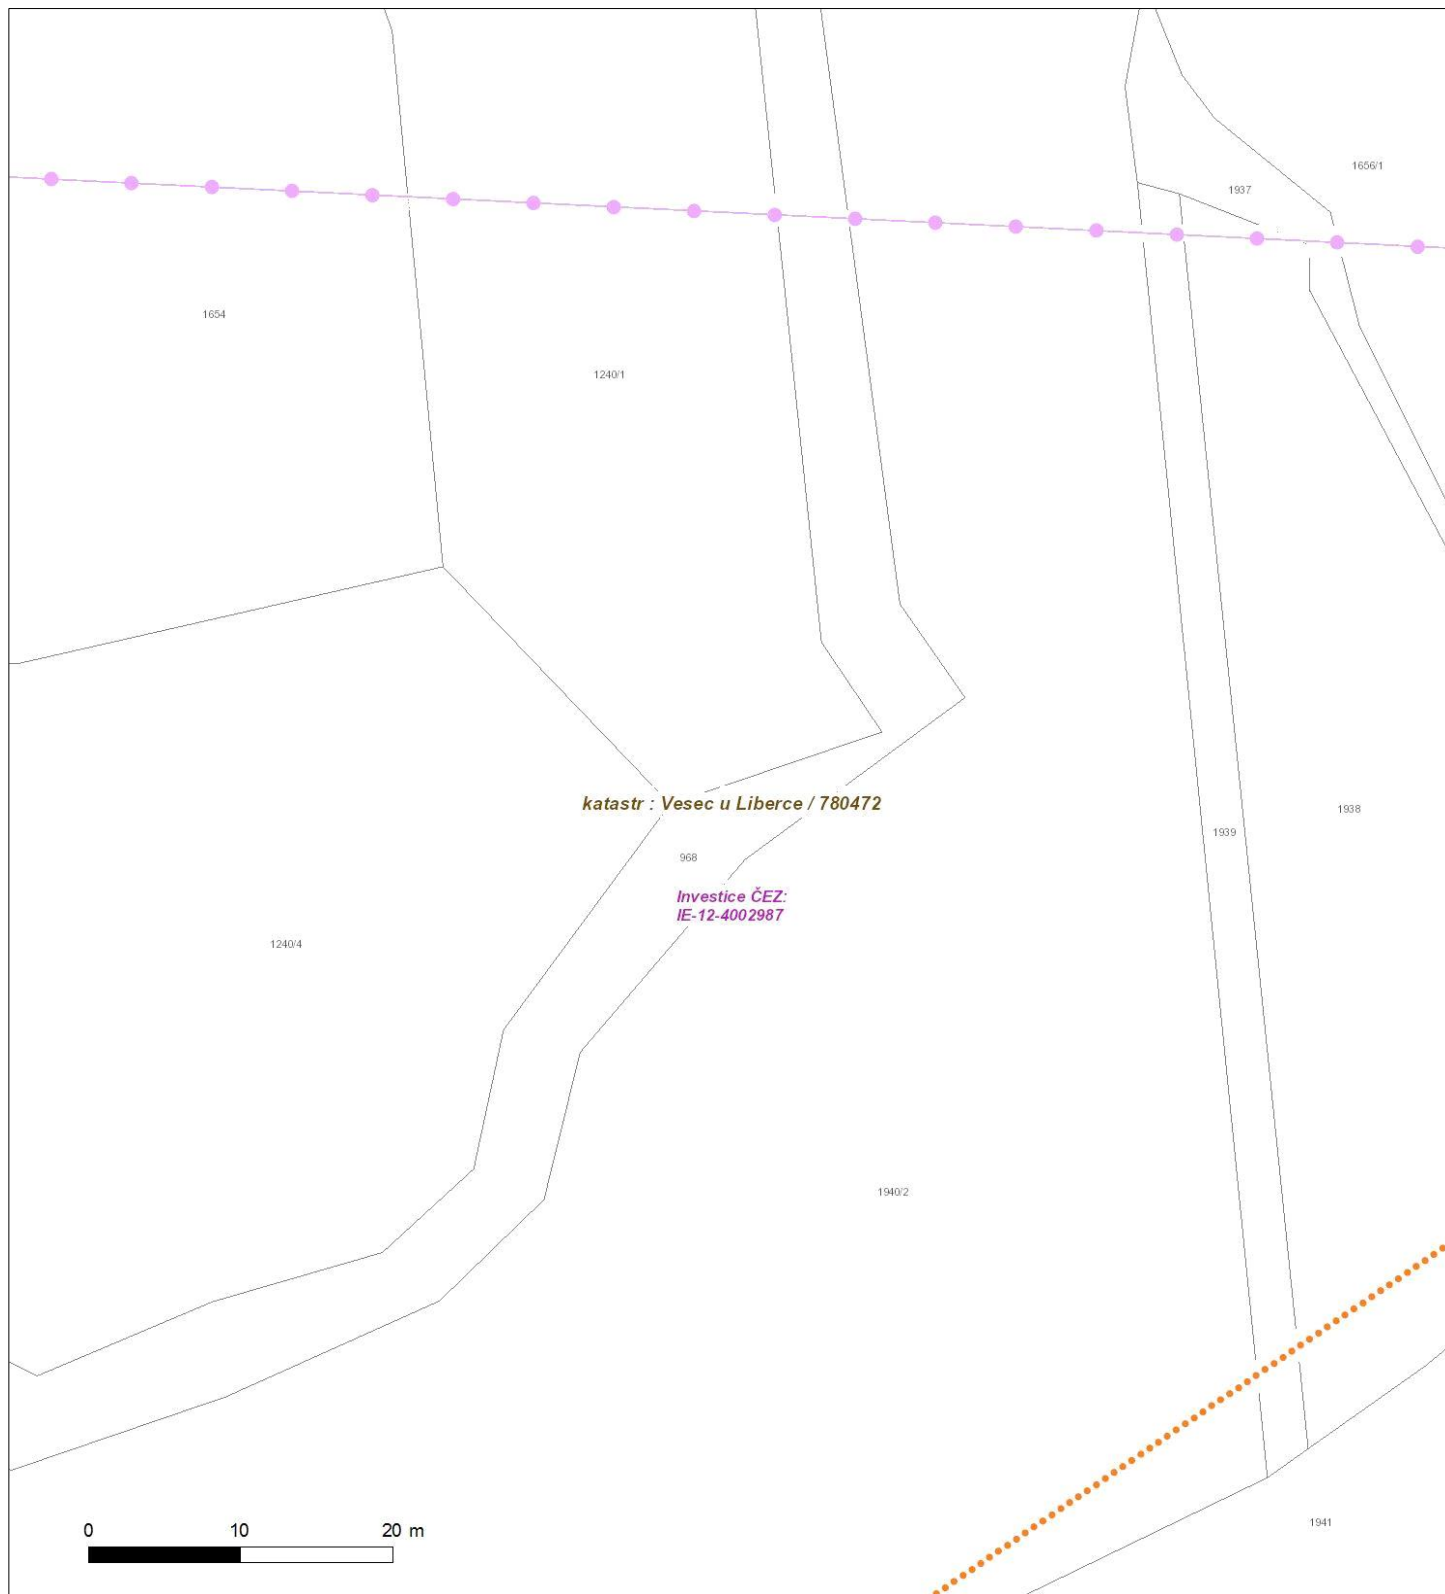 1656/1
1937
1654
1240/1
katastr : Vesec u Liberce / 780472
1938
1939
968
Investice ČEZ:
IE-12-4002987
1240/4
1940/2
1941
0 10 20 m